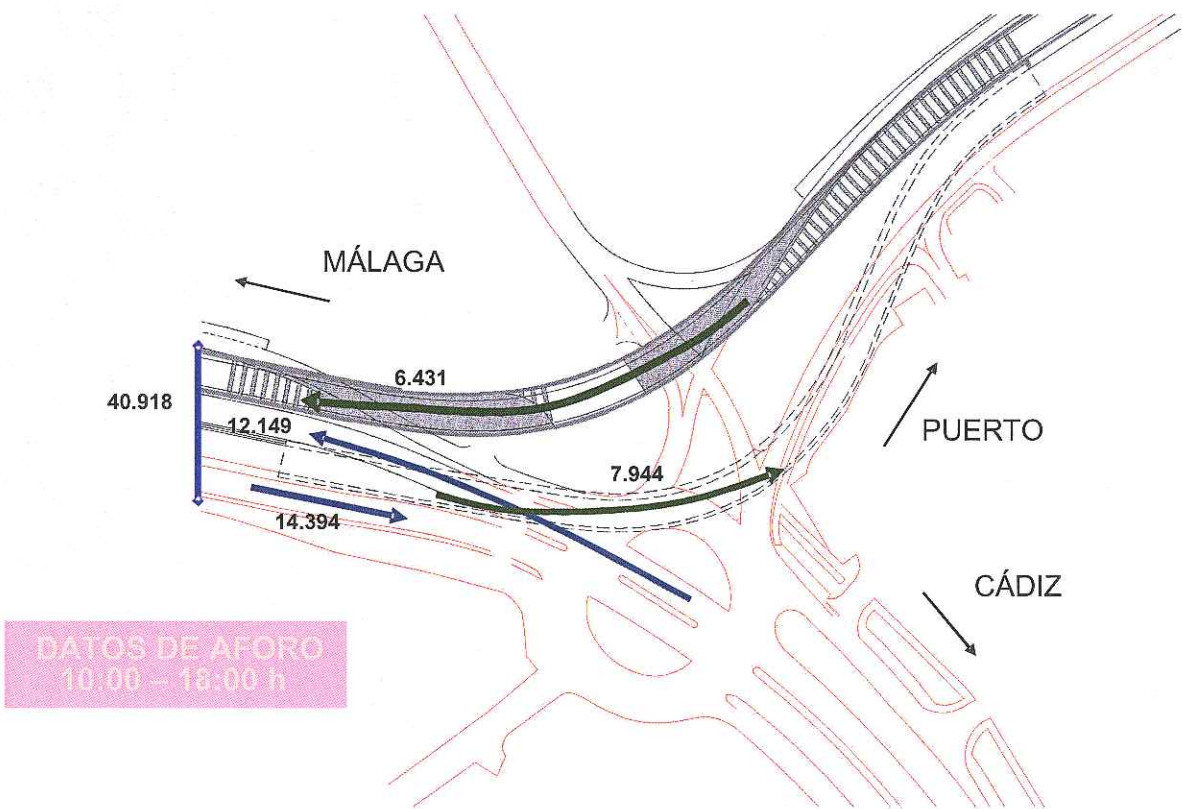 MÁLAGA
6.431
40.918
12.149
PUERTO
7.944
14.394
CÁDIZ
DATOS DE AFORO
10:00 – 18:00 h